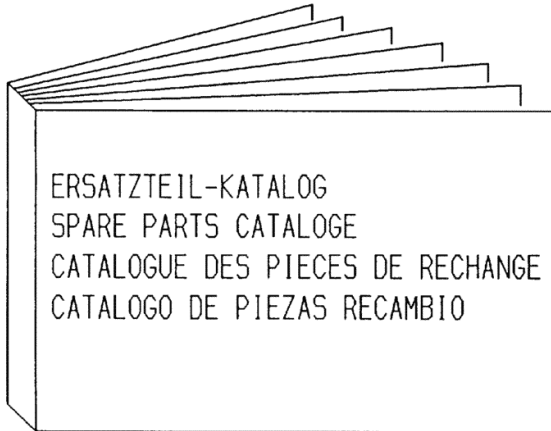 ERSATZTEIL-KATALOG
SPARE PARTS CATALOGE
CATALOGUE DES PIECES DE RECHANGE
CATALOGO DE PIEZAS RECAMBIO